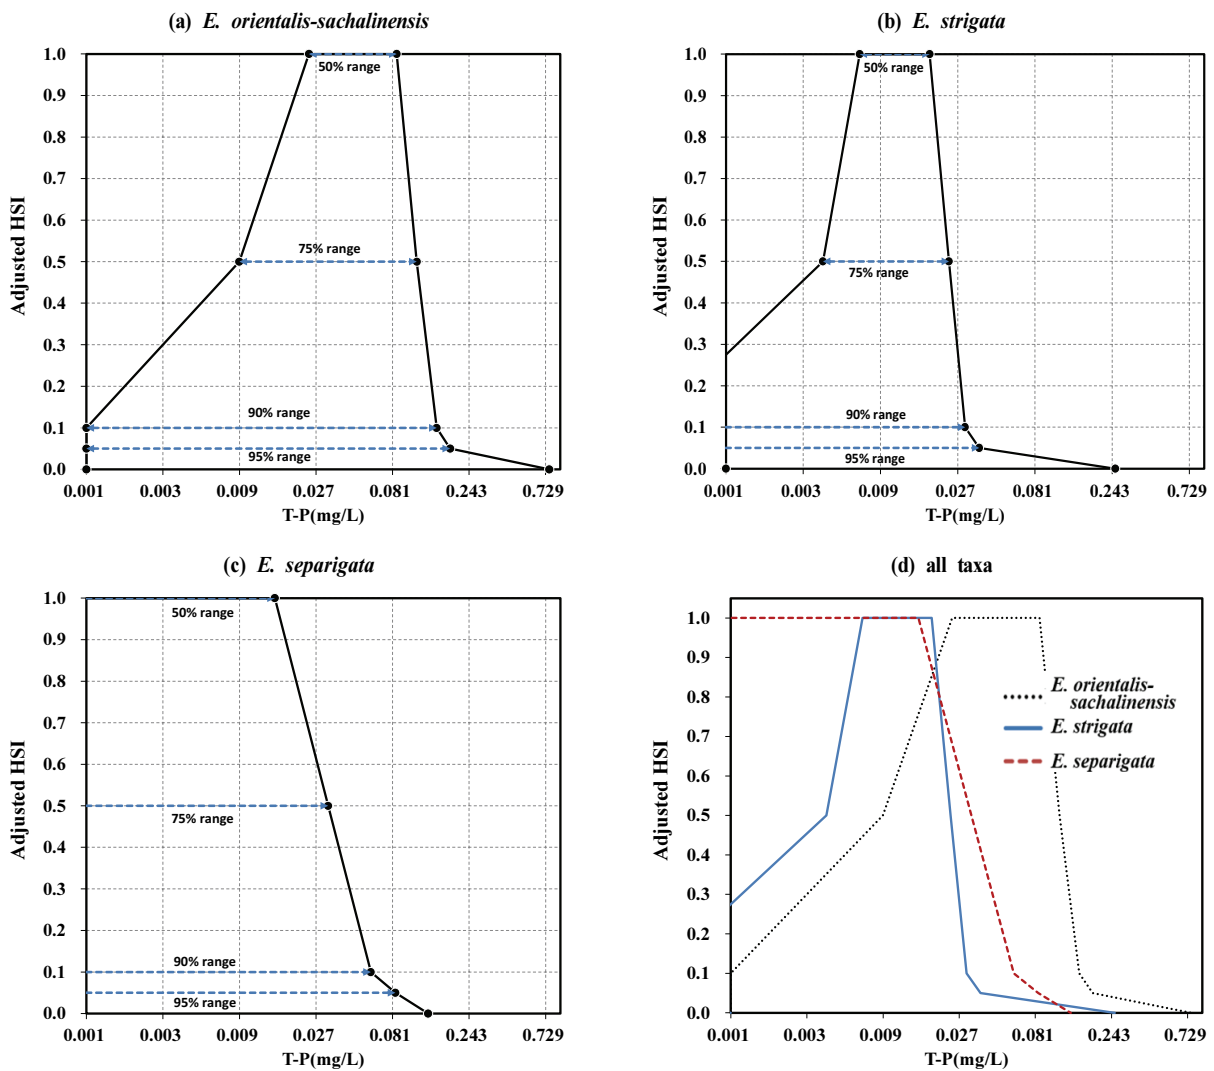 (a) E. orientalis-sachalinensis
1.0
0.9
0.8
0.7
0.6
0.5
0.4
0.3
0.2
0.1
0.0
Adjusted HSI
50% range
75% range
90% range
95% range
0.001 0.003 0.009 0.027 0.081 0.243 0.729
T-P(mg/L)
(b) E. strigata
1.0
0.9
0.8
0.7
0.6
0.5
0.4
0.3
0.2
0.1
0.0
Adjusted HSI
50% range
75% range
90% range
95% range
0.001 0.003 0.009 0.027 0.081 0.243 0.729
T-P(mg/L)
(c) E. separigata
1.0
0.9
0.8
0.7
0.6
0.5
0.4
0.3
0.2
0.1
0.0
Adjusted HSI
50% range
75% range
90% range
95% range
0.001 0.003 0.009 0.027 0.081 0.243 0.729
T-P(mg/L)
(d) all taxa
1.0
0.9
0.8
0.7
0.6
0.5
0.4
0.3
0.2
0.1
0.0
Adjusted HSI
E. orientalis-
sachalinensis
E. strigata
E. separigata
0.001 0.003 0.009 0.027 0.081 0.243 0.729
T-P(mg/L)